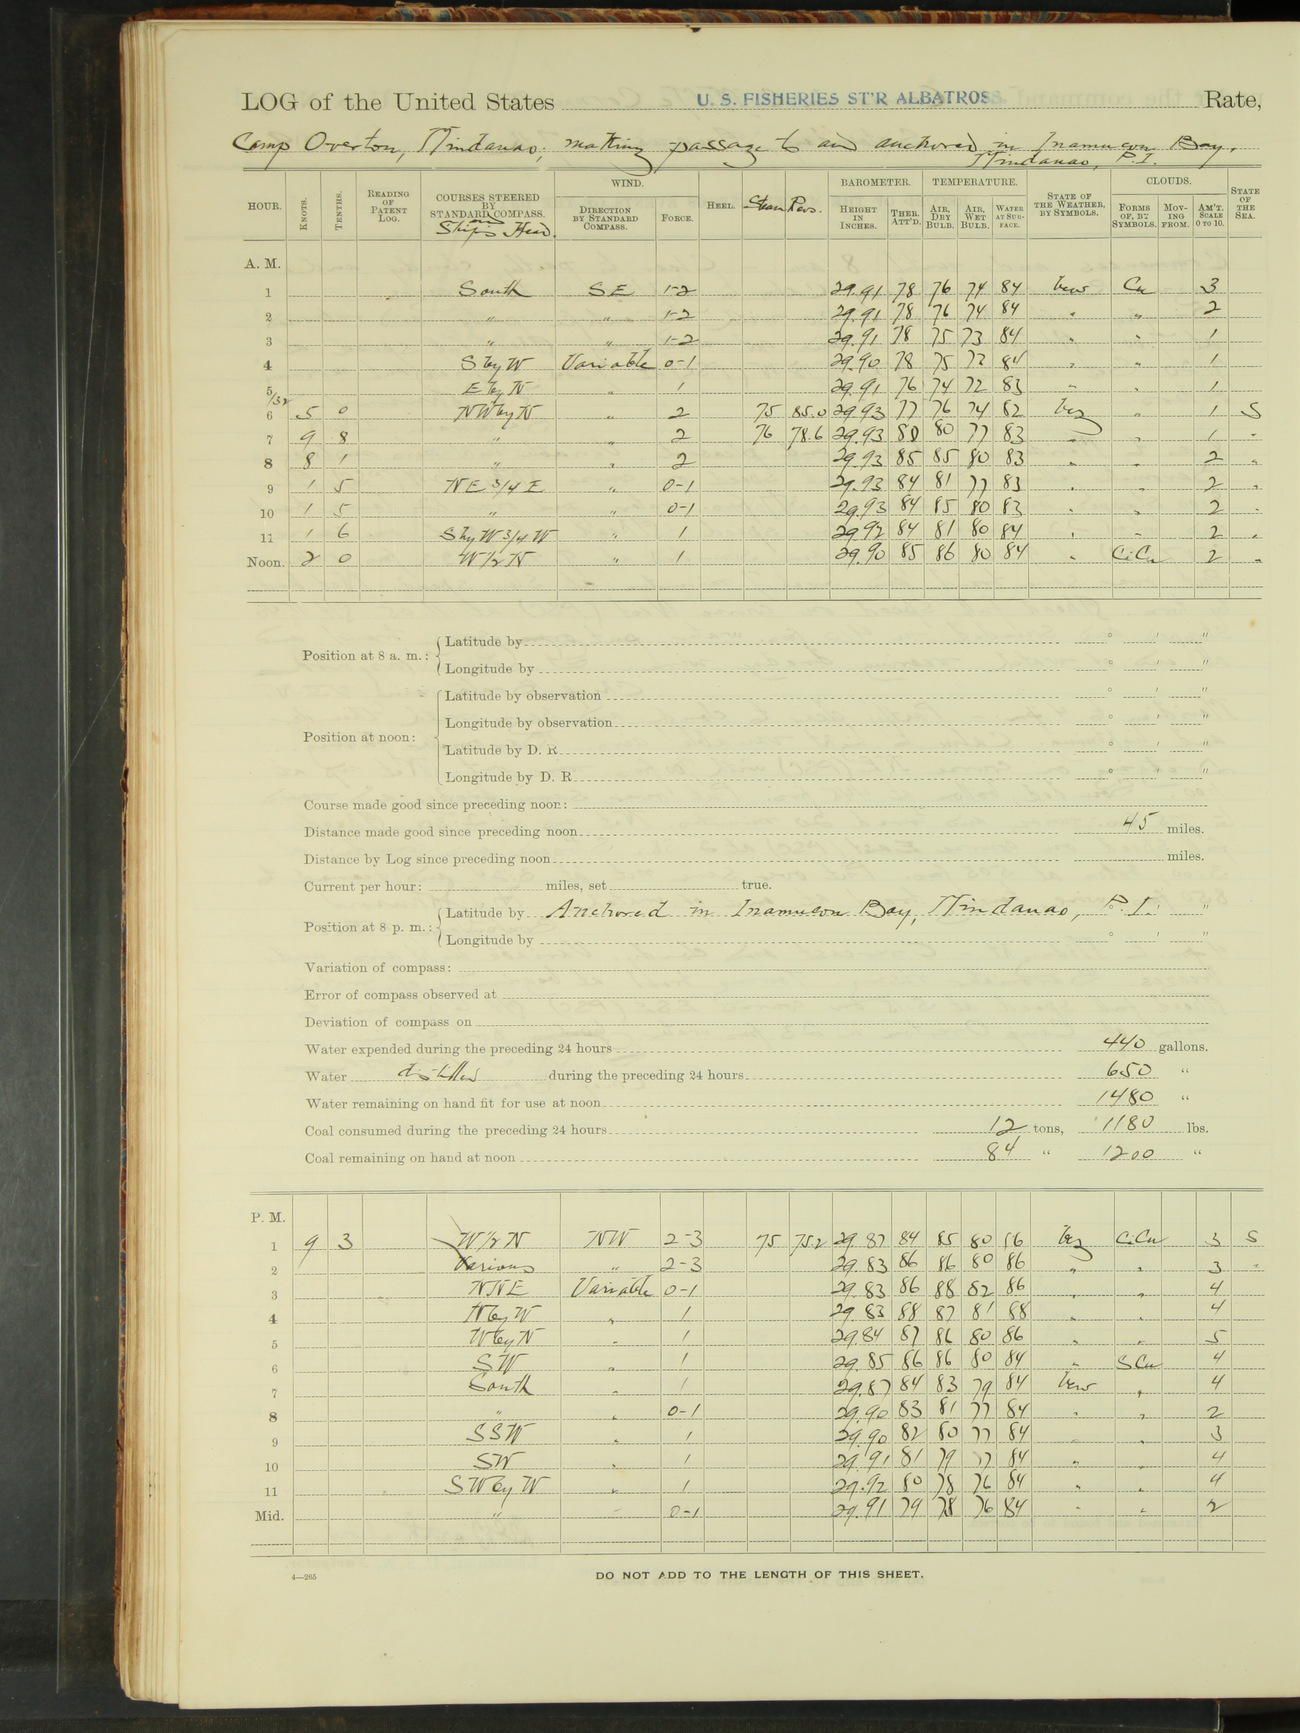 LOG of the United States U. S. FISHERIES ST'R ALBATROS Rate,
Camp Overton, Mindanao; making passage to and anchored in Inamucan Bay,
Mindanao, P.I.
HOUR. KNOTS. TENTHS. READING OF PATENT LOG. COURSES STEERED BY STANDARD COMPASS. and Ship's Head. WIND. DIRECTION BY STANDARD COMPASS. FORCE. HEEL. Steam Revs. BAROMETER. HEIGHT IN INCHES. THER. ATT'D. TEMPERATURE. AIR, DRY BULB. AIR, WET BULB. WATER AT SURFACE. STATE OF THE WEATHER, BY SYMBOLS. CLOUDS. FORMS OF, BY SYMBOLS. MOVING FROM. AM'T. SCALE 0 TO 10. STATE OF THE SEA.
A. M.
1 South SE 1-2 29.91 78 76 74 84 bcw Cu 3
2 " " 1-2 29.91 78 76 74 84 " " 2
3 " " 1-2 29.91 78 75 73 84 " " 1
4 S by W Variable 0-1 29.90 78 75 72 84 " " 1
5 E by N " 1 29.91 76 74 72 83 " " 1
5/32
6 5 0 NW by N " 2 75 85.0 29.93 77 76 74 82 bcz " 1 S
7 9 8 " " 2 76 78.6 29.93 80 80 77 83 " " 1 "
8 8 1 " " 2 29.93 85 85 80 83 " " 2 "
9 1 5 NE 3/4 E " 0-1 29.93 84 81 77 83 " " 2 "
10 1 5 " " 0-1 29.93 84 85 80 83 " " 2 "
11 1 6 S by W 3/4 W " 1 29.92 84 81 80 84 " " 2 "
Noon. 2 0 W 1/2 N " 1 29.90 85 86 80 84 " Ci.Cu 2 "
Position at 8 a. m.: Latitude by ° ' "
Longitude by ° ' "
Position at noon: Latitude by observation ° ' "
Longitude by observation ° ' "
Latitude by D. R. ° ' "
Longitude by D. R. ° ' "
Course made good since preceding noon:
Distance made good since preceding noon 45 miles.
Distance by Log since preceding noon miles.
Current per hour: miles, set true.
Position at 8 p. m.: Latitude by Anchored in Inamucan Bay, Mindanao, P.I. ° ' "
Longitude by ° ' "
Variation of compass:
Error of compass observed at
Deviation of compass on
Water expended during the preceding 24 hours 440 gallons.
Water distilled during the preceding 24 hours 650 "
Water remaining on hand fit for use at noon 1480 "
Coal consumed during the preceding 24 hours 12 tons, 1180 lbs.
Coal remaining on hand at noon 84 " 1200 "
P. M.
1 9 3 W 1/2 N NW 2-3 75 75.2 29.87 84 85 80 86 bcz Ci.Cu 3 S
2 Various " 2-3 29.83 86 86 80 86 " " 3 "
3 NNE Variable 0-1 29.83 86 88 82 86 " " 4
4 N by W " 1 29.83 88 87 81 88 " " 4
5 W by N " 1 29.84 87 86 80 86 " " 5
6 SW " 1 29.85 86 86 80 84 " S Cu 4
7 South " 1 29.87 84 83 79 84 bcw " 4
8 " " 0-1 29.90 83 81 77 84 " " 2
9 SSW " 1 29.90 82 80 77 84 " " 3
10 SW " 1 29.91 81 79 77 84 " " 4
11 SW by W " 1 29.92 80 78 76 84 " " 4
Mid. " " 0-1 29.91 79 78 76 84 " " 2
4—265
DO NOT ADD TO THE LENGTH OF THIS SHEET.